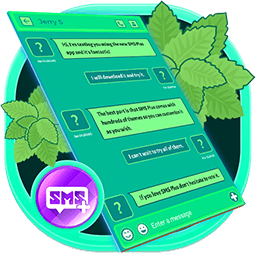 Jerry S
Hi, I'm texting you using the new SMS Plus
app and it's fantastic!
I will download it and try it.
The best part is that SMS Plus comes with
hundreds of themes so you can customize it
as you wish.
I can't wait to try all of them.
If you love SMS Plus don't hesitate to rate it.
Enter a message
SMS